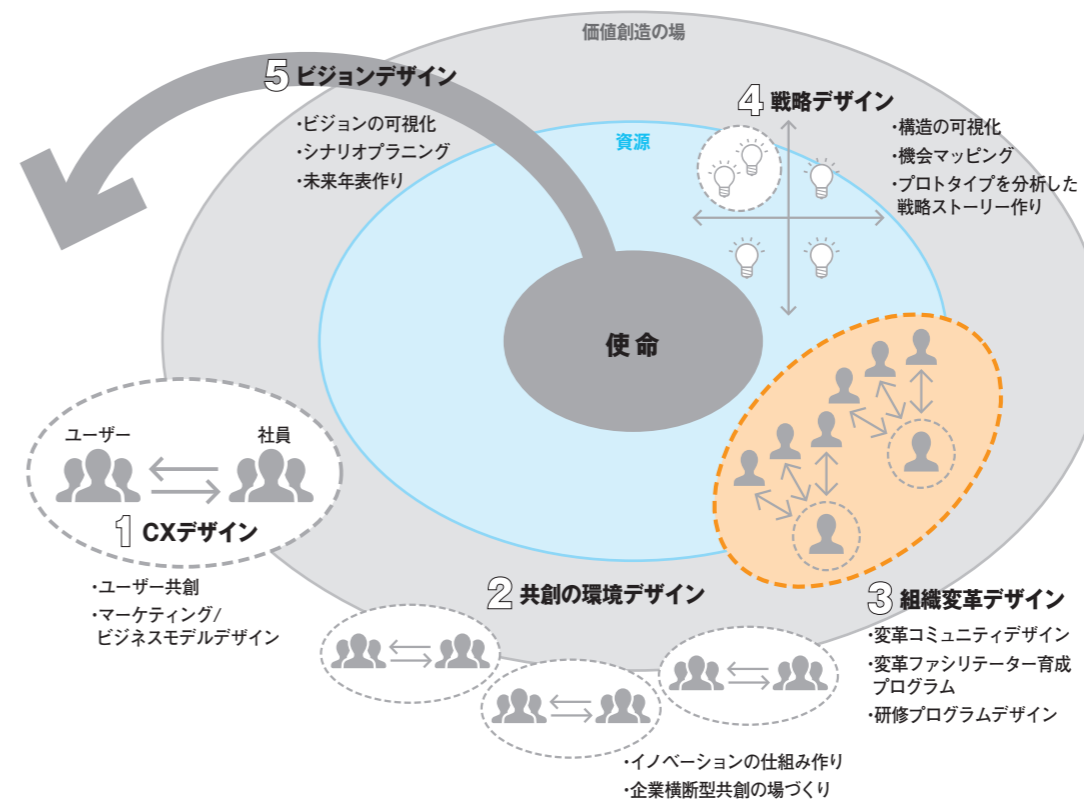 価値創造の場
5 ビジョンデザイン
・ビジョンの可視化
・シナリオプラニング
・未来年表作り
資源
4 戦略デザイン
・構造の可視化
・機会マッピング
・プロトタイプを分析した
戦略ストーリー作り
使命
ユーザー
社員
1 CXデザイン
・ユーザー共創
・マーケティング/
ビジネスモデルデザイン
2 共創の環境デザイン
・イノベーションの仕組み作り
・企業横断型共創の場づくり
3 組織変革デザイン
・変革コミュニティデザイン
・変革ファシリテーター育成
プログラム
・研修プログラムデザイン